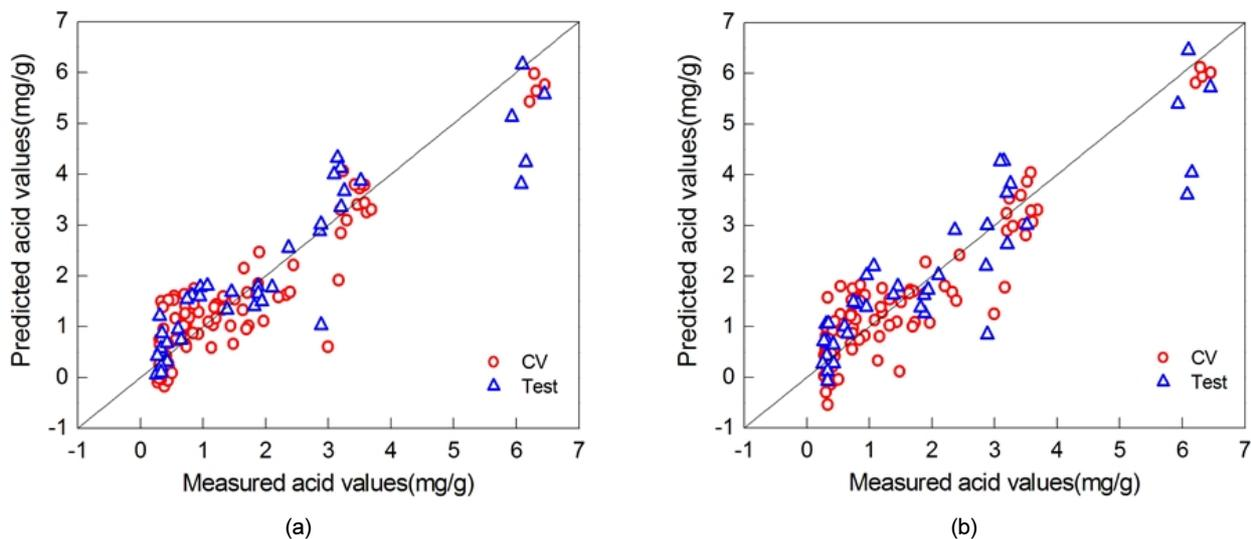 7
6
5
4
3
2
1
0
-1
-1 0 1 2 3 4 5 6 7
Predicted acid values(mg/g)
Measured acid values(mg/g)
CV
Test
(a)
7
6
5
4
3
2
1
0
-1
-1 0 1 2 3 4 5 6 7
Predicted acid values(mg/g)
Measured acid values(mg/g)
CV
Test
(b)